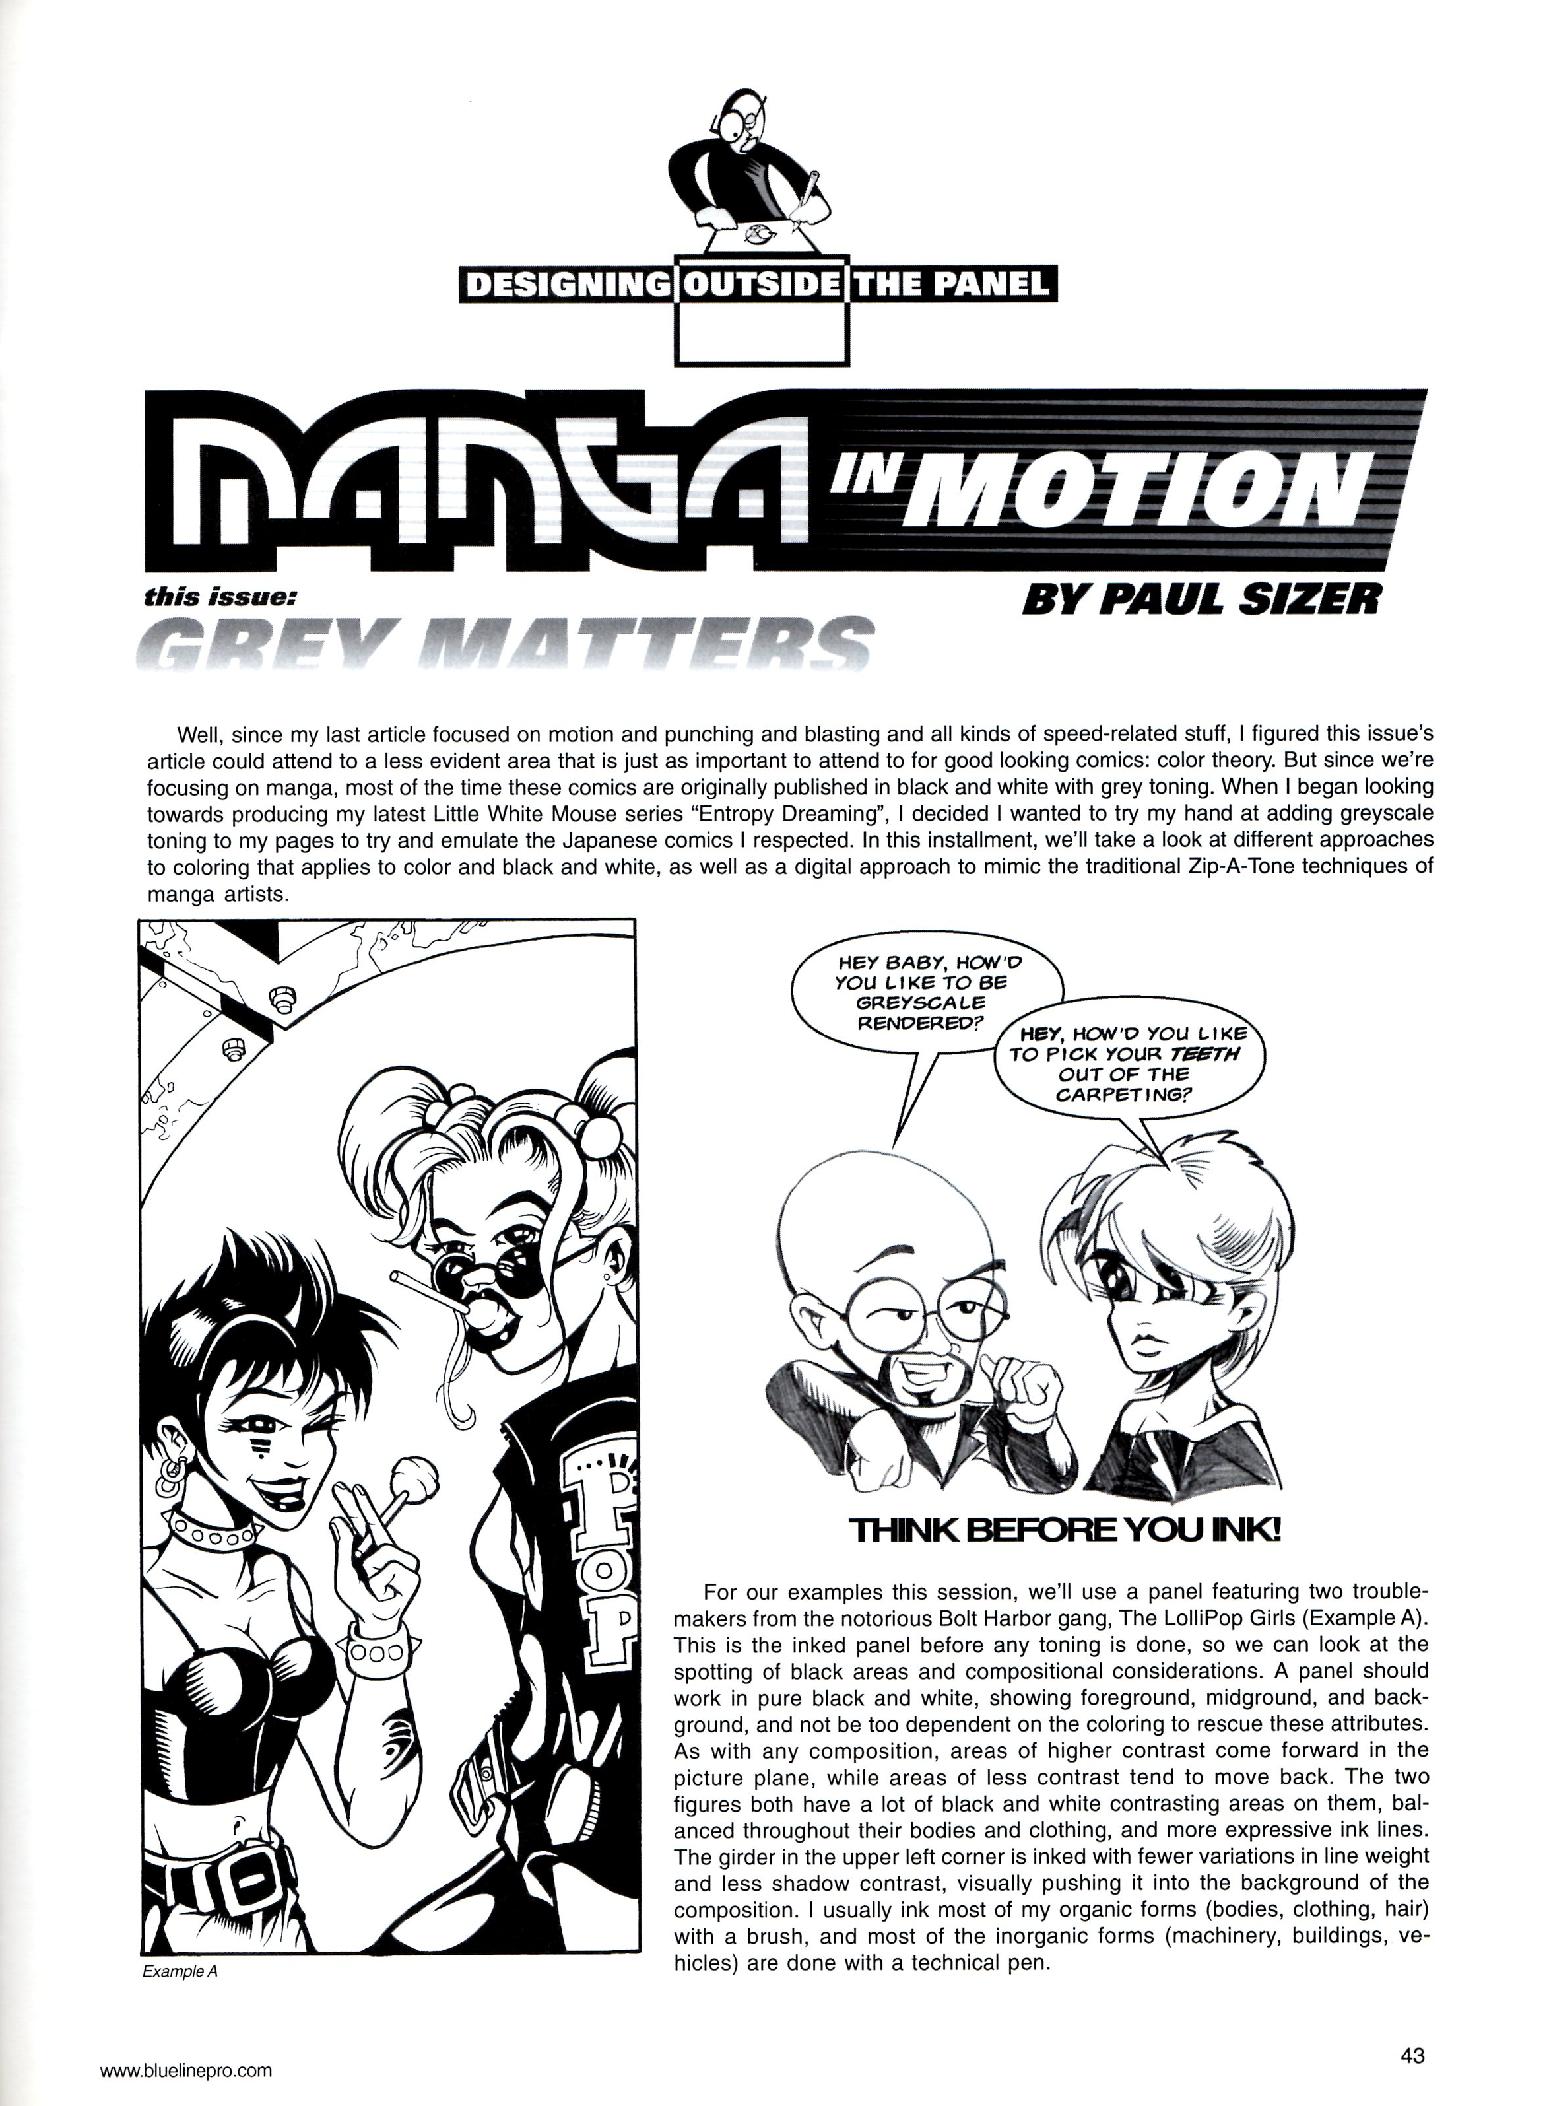 DESIGNING OUTSIDE THE PANEL
MANGA IN MOTION
this issue:
BY PAUL SIZER
GREY MATTERS
Well, since my last article focused on motion and punching and blasting and all kinds of speed-related stuff, I figured this issue's
article could attend to a less evident area that is just as important to attend to for good looking comics: color theory. But since we're
focusing on manga, most of the time these comics are originally published in black and white with grey toning. When I began looking
towards producing my latest Little White Mouse series “Entropy Dreaming”, I decided I wanted to try my hand at adding greyscale
toning to my pages to try and emulate the Japanese comics I respected. In this installment, we'll take a look at different approaches
to coloring that applies to color and black and white, as well as a digital approach to mimic the traditional Zip-A-Tone techniques of
manga artists.
...POP
Example A
HEY BABY, HOW'D
YOU LIKE TO BE
GREYSCALE
RENDERED?
HEY, HOW'D YOU LIKE
TO PICK YOUR TEETH
OUT OF THE
CARPETING?
THINK BEFORE YOU INK!
For our examples this session, we'll use a panel featuring two trouble-
makers from the notorious Bolt Harbor gang, The LolliPop Girls (Example A).
This is the inked panel before any toning is done, so we can look at the
spotting of black areas and compositional considerations. A panel should
work in pure black and white, showing foreground, midground, and back-
ground, and not be too dependent on the coloring to rescue these attributes.
As with any composition, areas of higher contrast come forward in the
picture plane, while areas of less contrast tend to move back. The two
figures both have a lot of black and white contrasting areas on them, bal-
anced throughout their bodies and clothing, and more expressive ink lines.
The girder in the upper left corner is inked with fewer variations in line weight
and less shadow contrast, visually pushing it into the background of the
composition. I usually ink most of my organic forms (bodies, clothing, hair)
with a brush, and most of the inorganic forms (machinery, buildings, ve-
hicles) are done with a technical pen.
www.bluelinepro.com
43